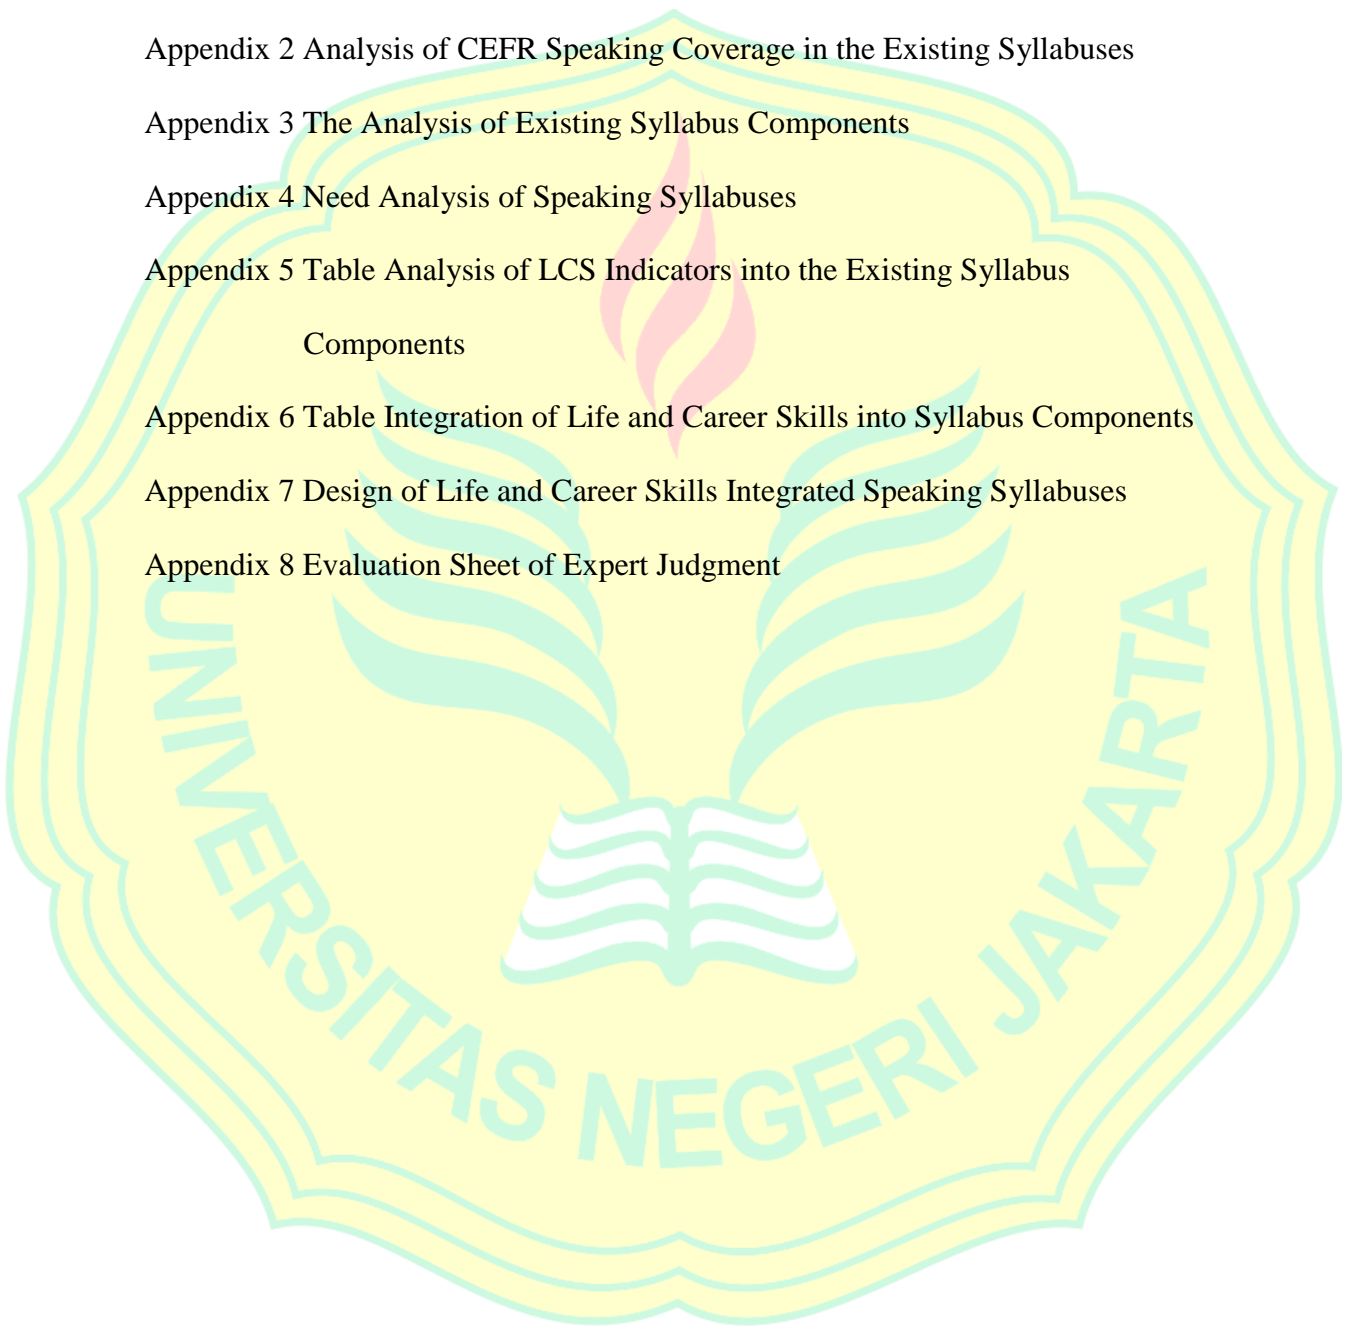 Appendix 2 Analysis of CEFR Speaking Coverage in the Existing Syllabuses
Appendix 3 The Analysis of Existing Syllabus Components
Appendix 4 Need Analysis of Speaking Syllabuses
Appendix 5 Table Analysis of LCS Indicators into the Existing Syllabus
Components
Appendix 6 Table Integration of Life and Career Skills into Syllabus Components
Appendix 7 Design of Life and Career Skills Integrated Speaking Syllabuses
Appendix 8 Evaluation Sheet of Expert Judgment
UNIVERSITAS NEGERI JAKARTA